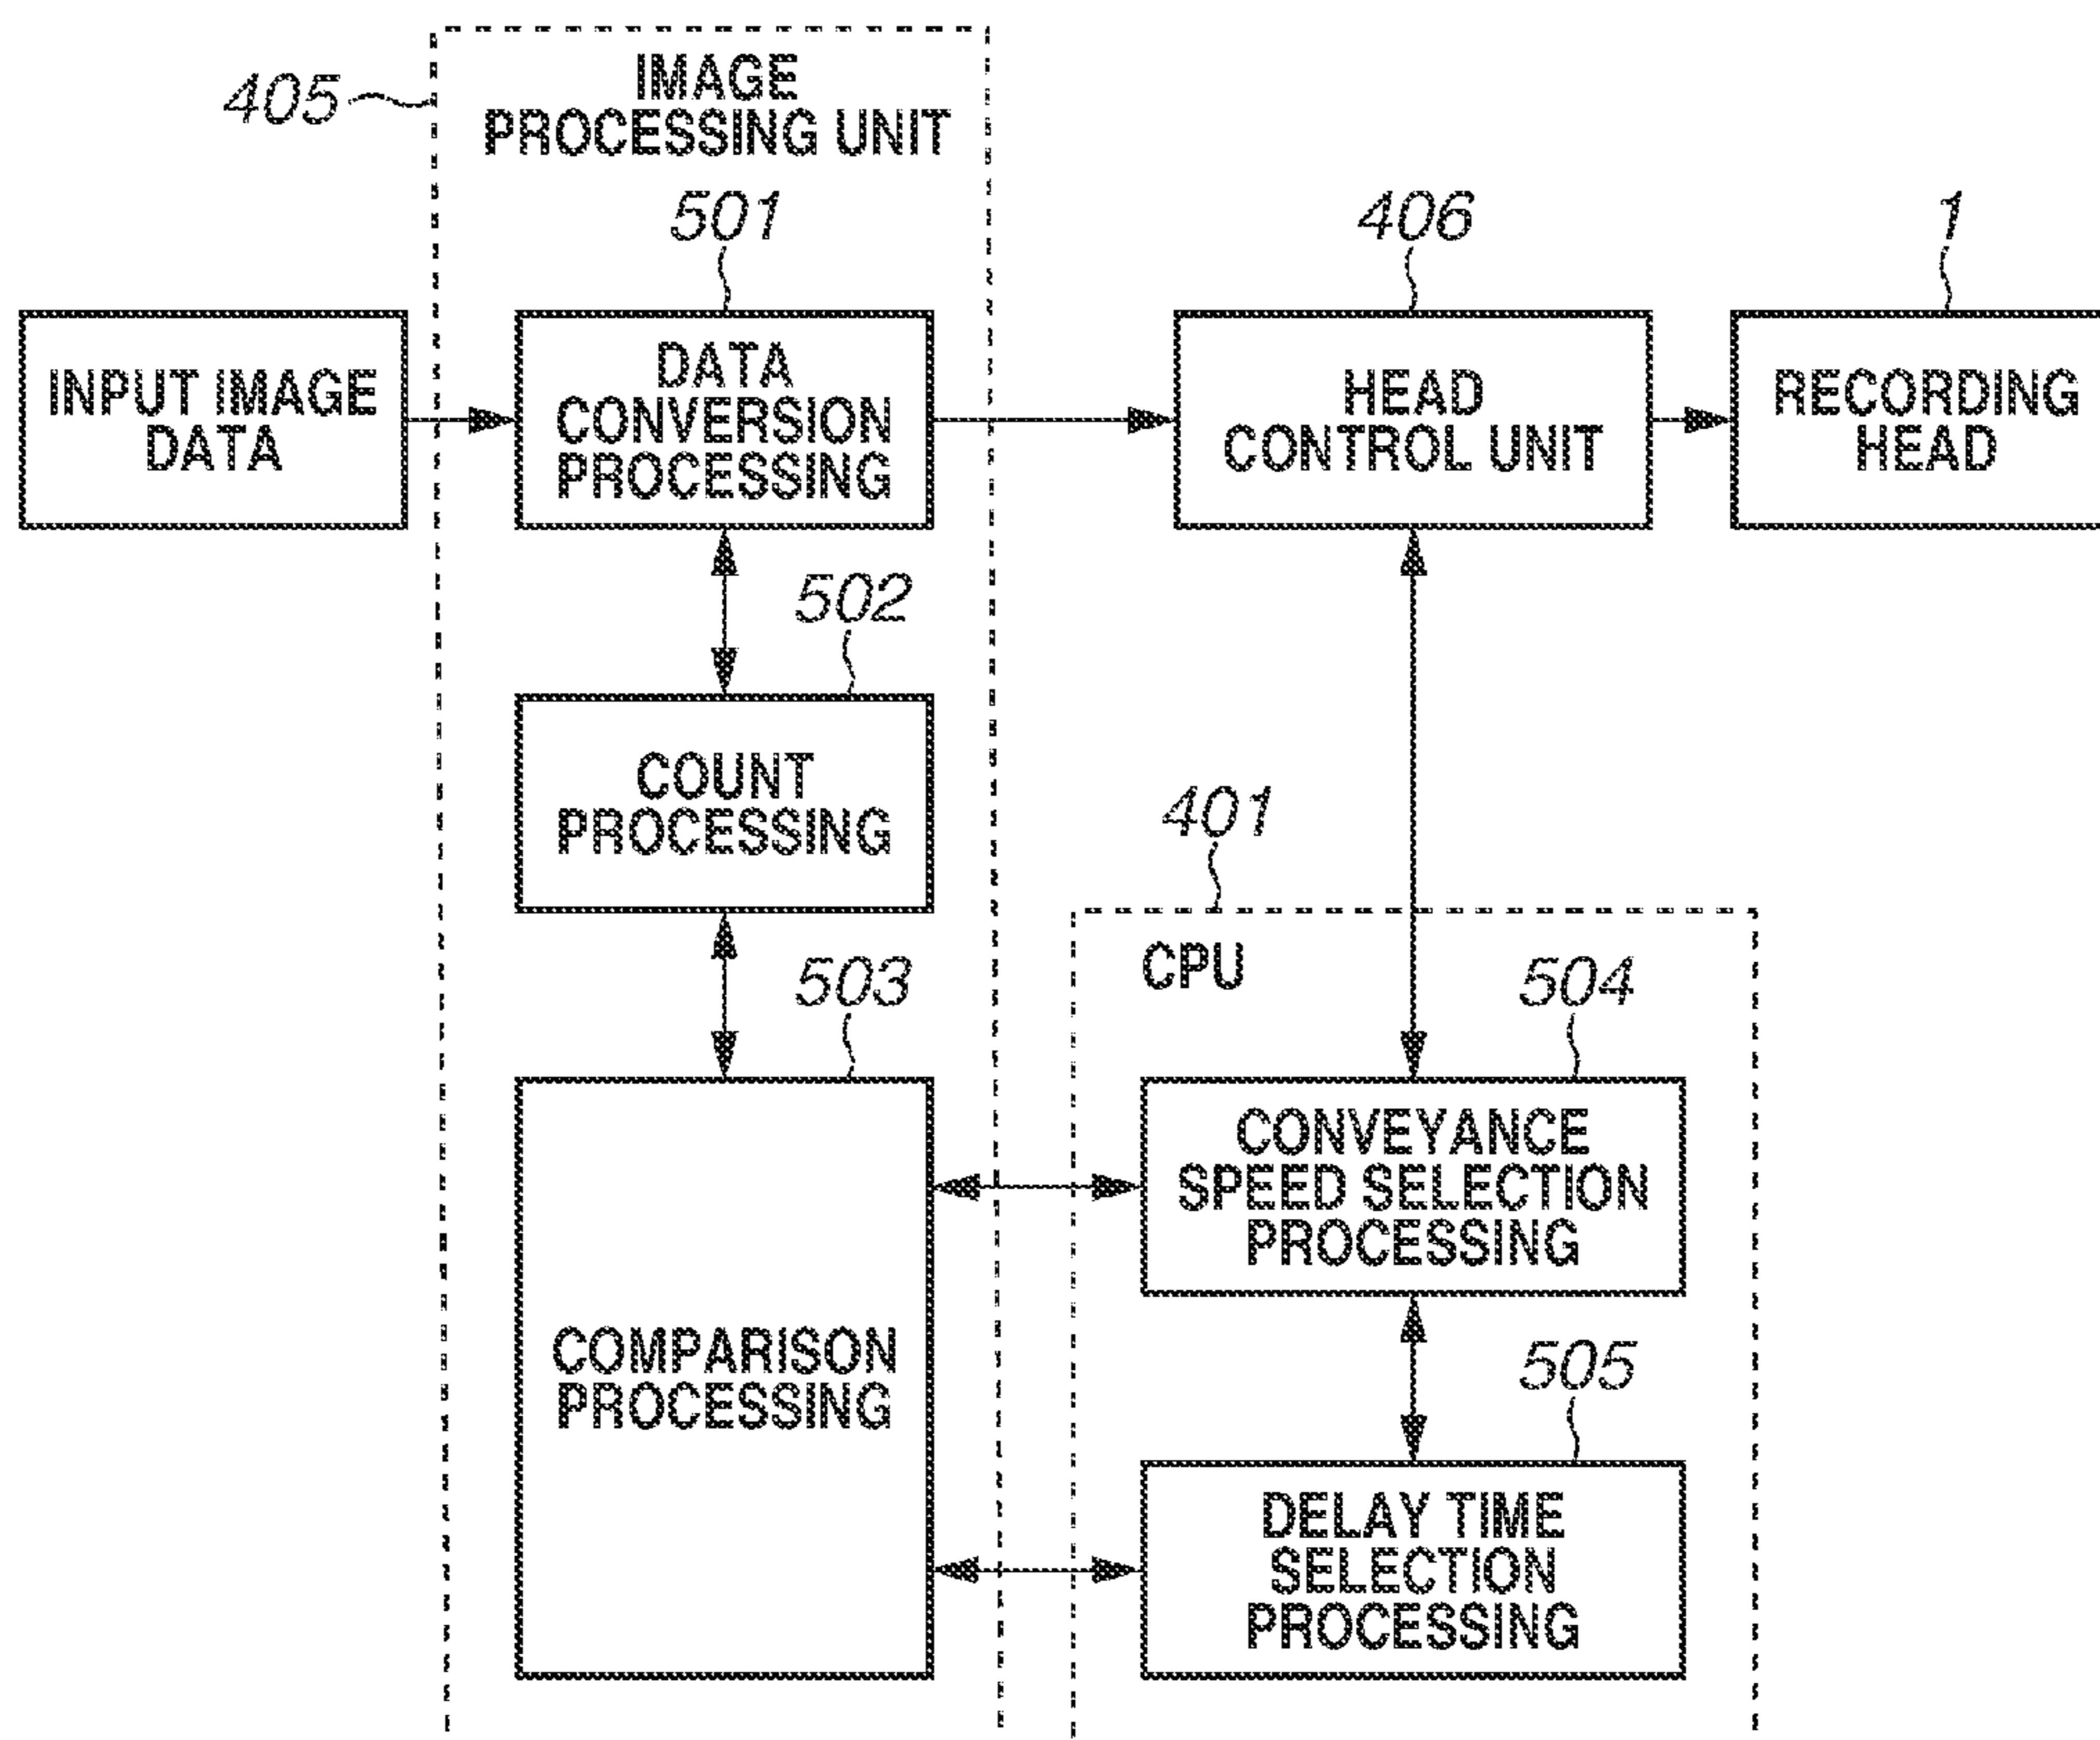 405
IMAGE
PROCESSING UNIT
501
406
1
INPUT IMAGE
DATA
DATA
CONVERSION
PROCESSING
HEAD
CONTROL UNIT
RECORDING
HEAD
502
COUNT
PROCESSING
401
CPU
503
504
CONVEYANCE
SPEED SELECTION
PROCESSING
COMPARISON
PROCESSING
505
DELAY TIME
SELECTION
PROCESSING